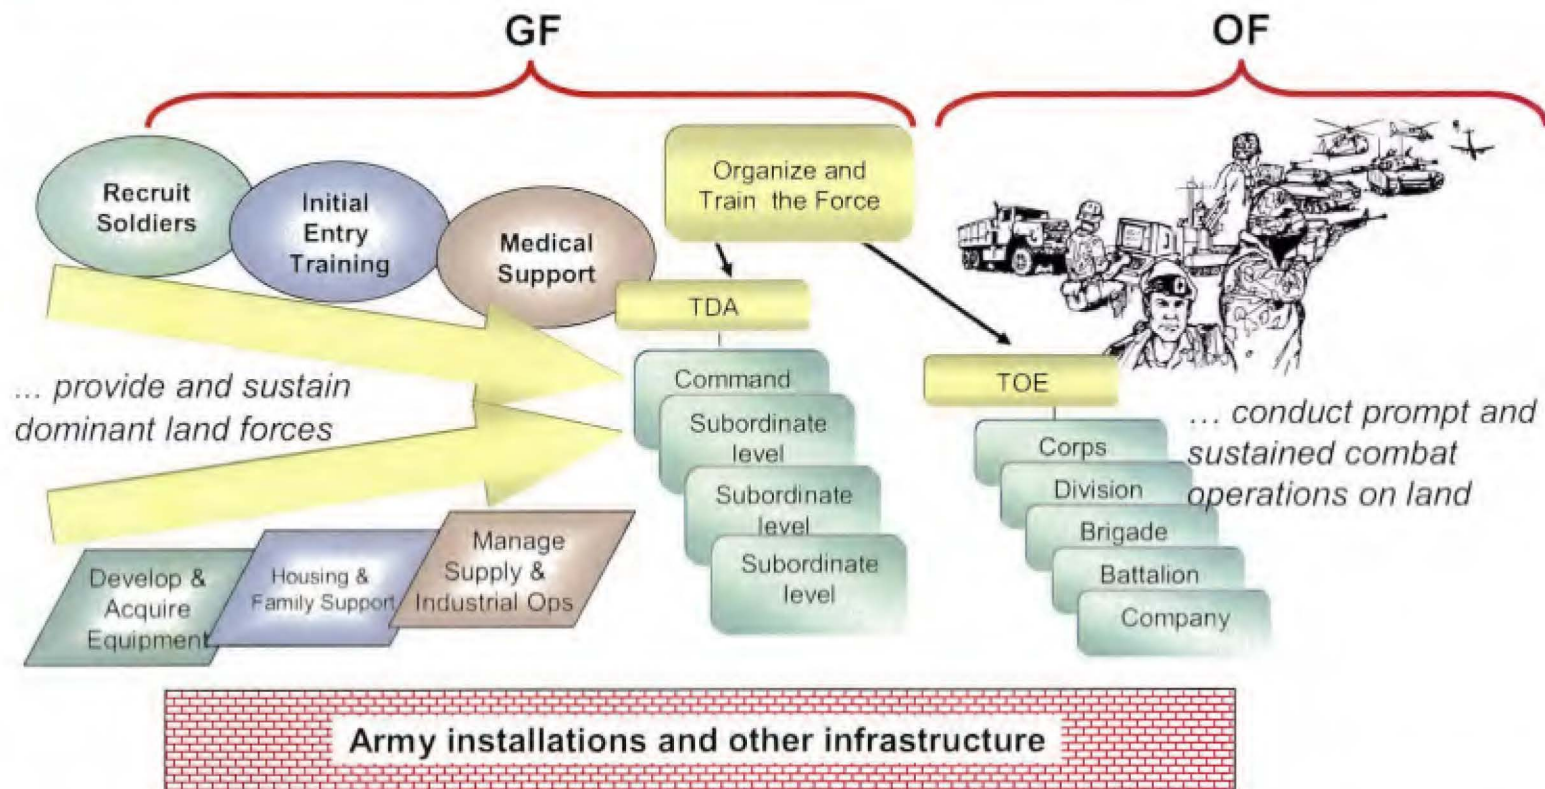 GF
OF
Recruit
Soldiers
Initial
Entry
Training
Medical
Support
Organize and
Train the Force
TDA
Command
Subordinate
level
Subordinate
level
Subordinate
level
TOE
Corps
Division
Brigade
Battalion
Company
... provide and sustain
dominant land forces
... conduct prompt and
sustained combat
operations on land
Develop &
Acquire
Equipment
Housing &
Family Support
Manage
Supply &
Industrial Ops
Army installations and other infrastructure